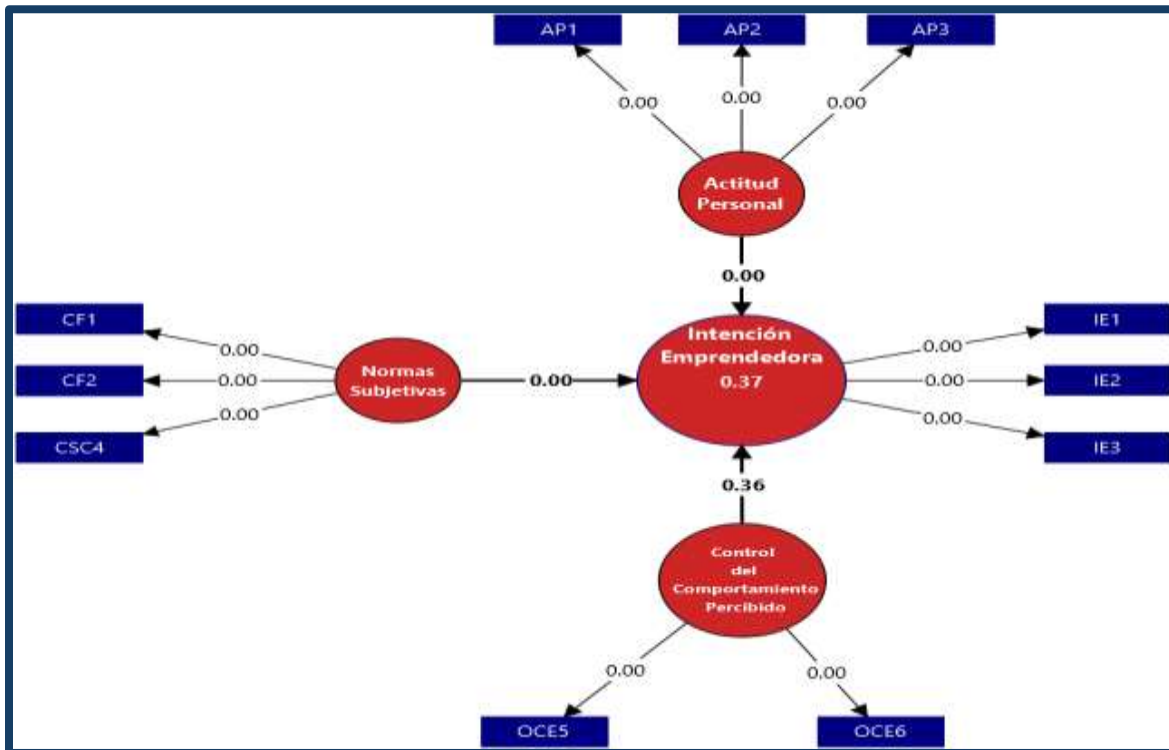 AP1
AP2
AP3
0.00
0.00
0.00
Actitud
Personal
0.00
CF1
CF2
CSC4
0.00
0.00
0.00
Normas
Subjetivas
0.00
Intención
Emprendedora
0.37
0.00
0.00
0.00
IE1
IE2
IE3
0.36
Control
del
Comportamiento
Percibido
0.00
0.00
OCE5
OCE6